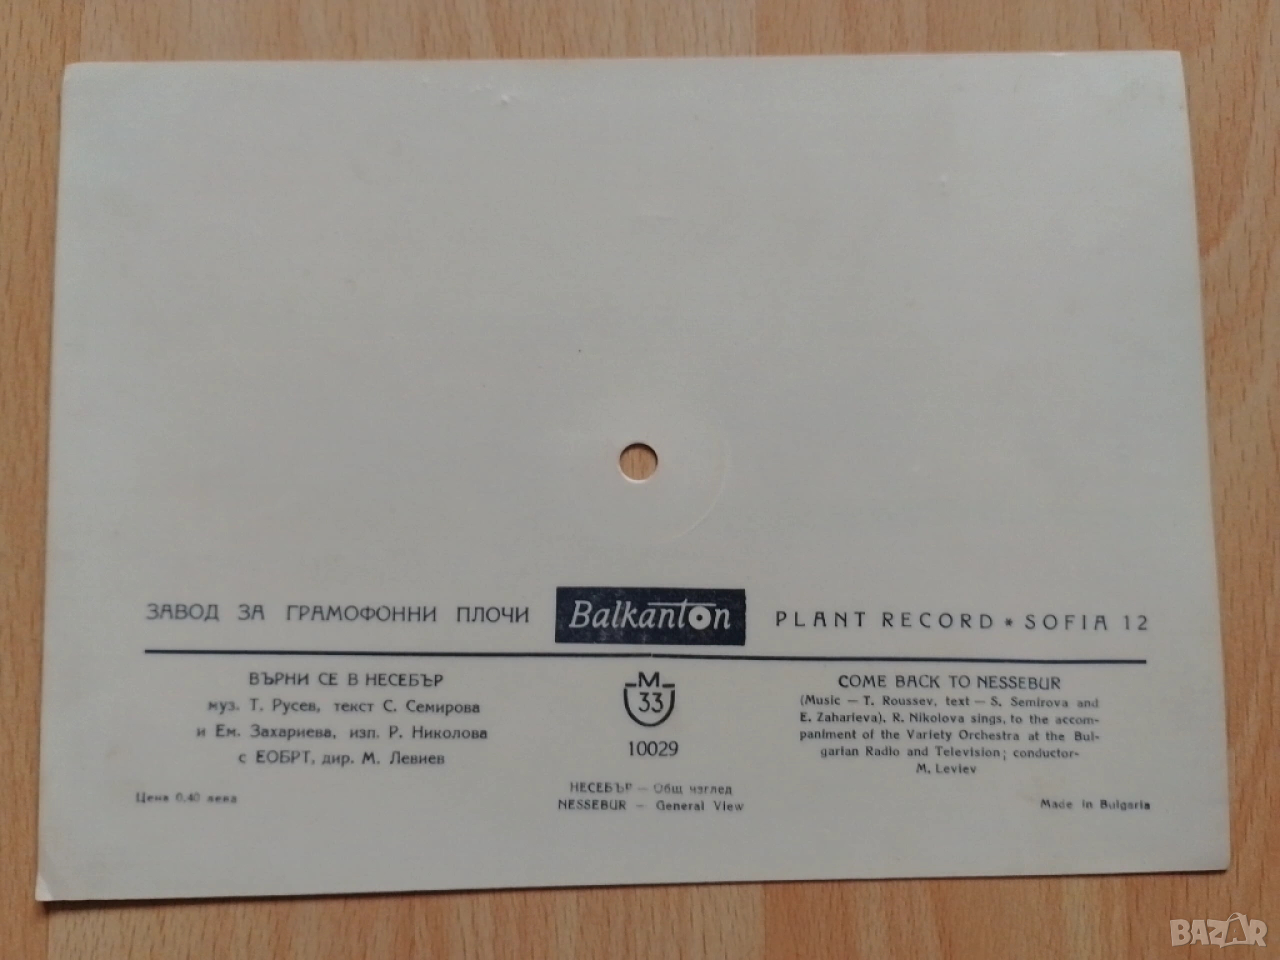 ЗАВОД ЗА ГРАМОФОННИ ПЛОЧИ Balkanton PLANT RECORD * SOFIA 12
ВЪРНИ СЕ В НЕСЕБЪР
муз. Т. Русев, текст С. Семирова
и Ем. Захариева, изп. Р. Николова
с ЕОБРТ, дир. М. Левиев
Цена 0,40 лева
М
33
10029
НЕСЕБЪР — Общ изглед
NESSEBUR — General View
COME BACK TO NESSEBUR
(Music — T. Roussev, text — S. Semirova and
E. Zaharieva), R. Nikolova sings, to the accom-
paniment of the Variety Orchestra at the Bul-
garian Radio and Television; conductor-
M. Leviev
Made in Bulgaria
BAZAR